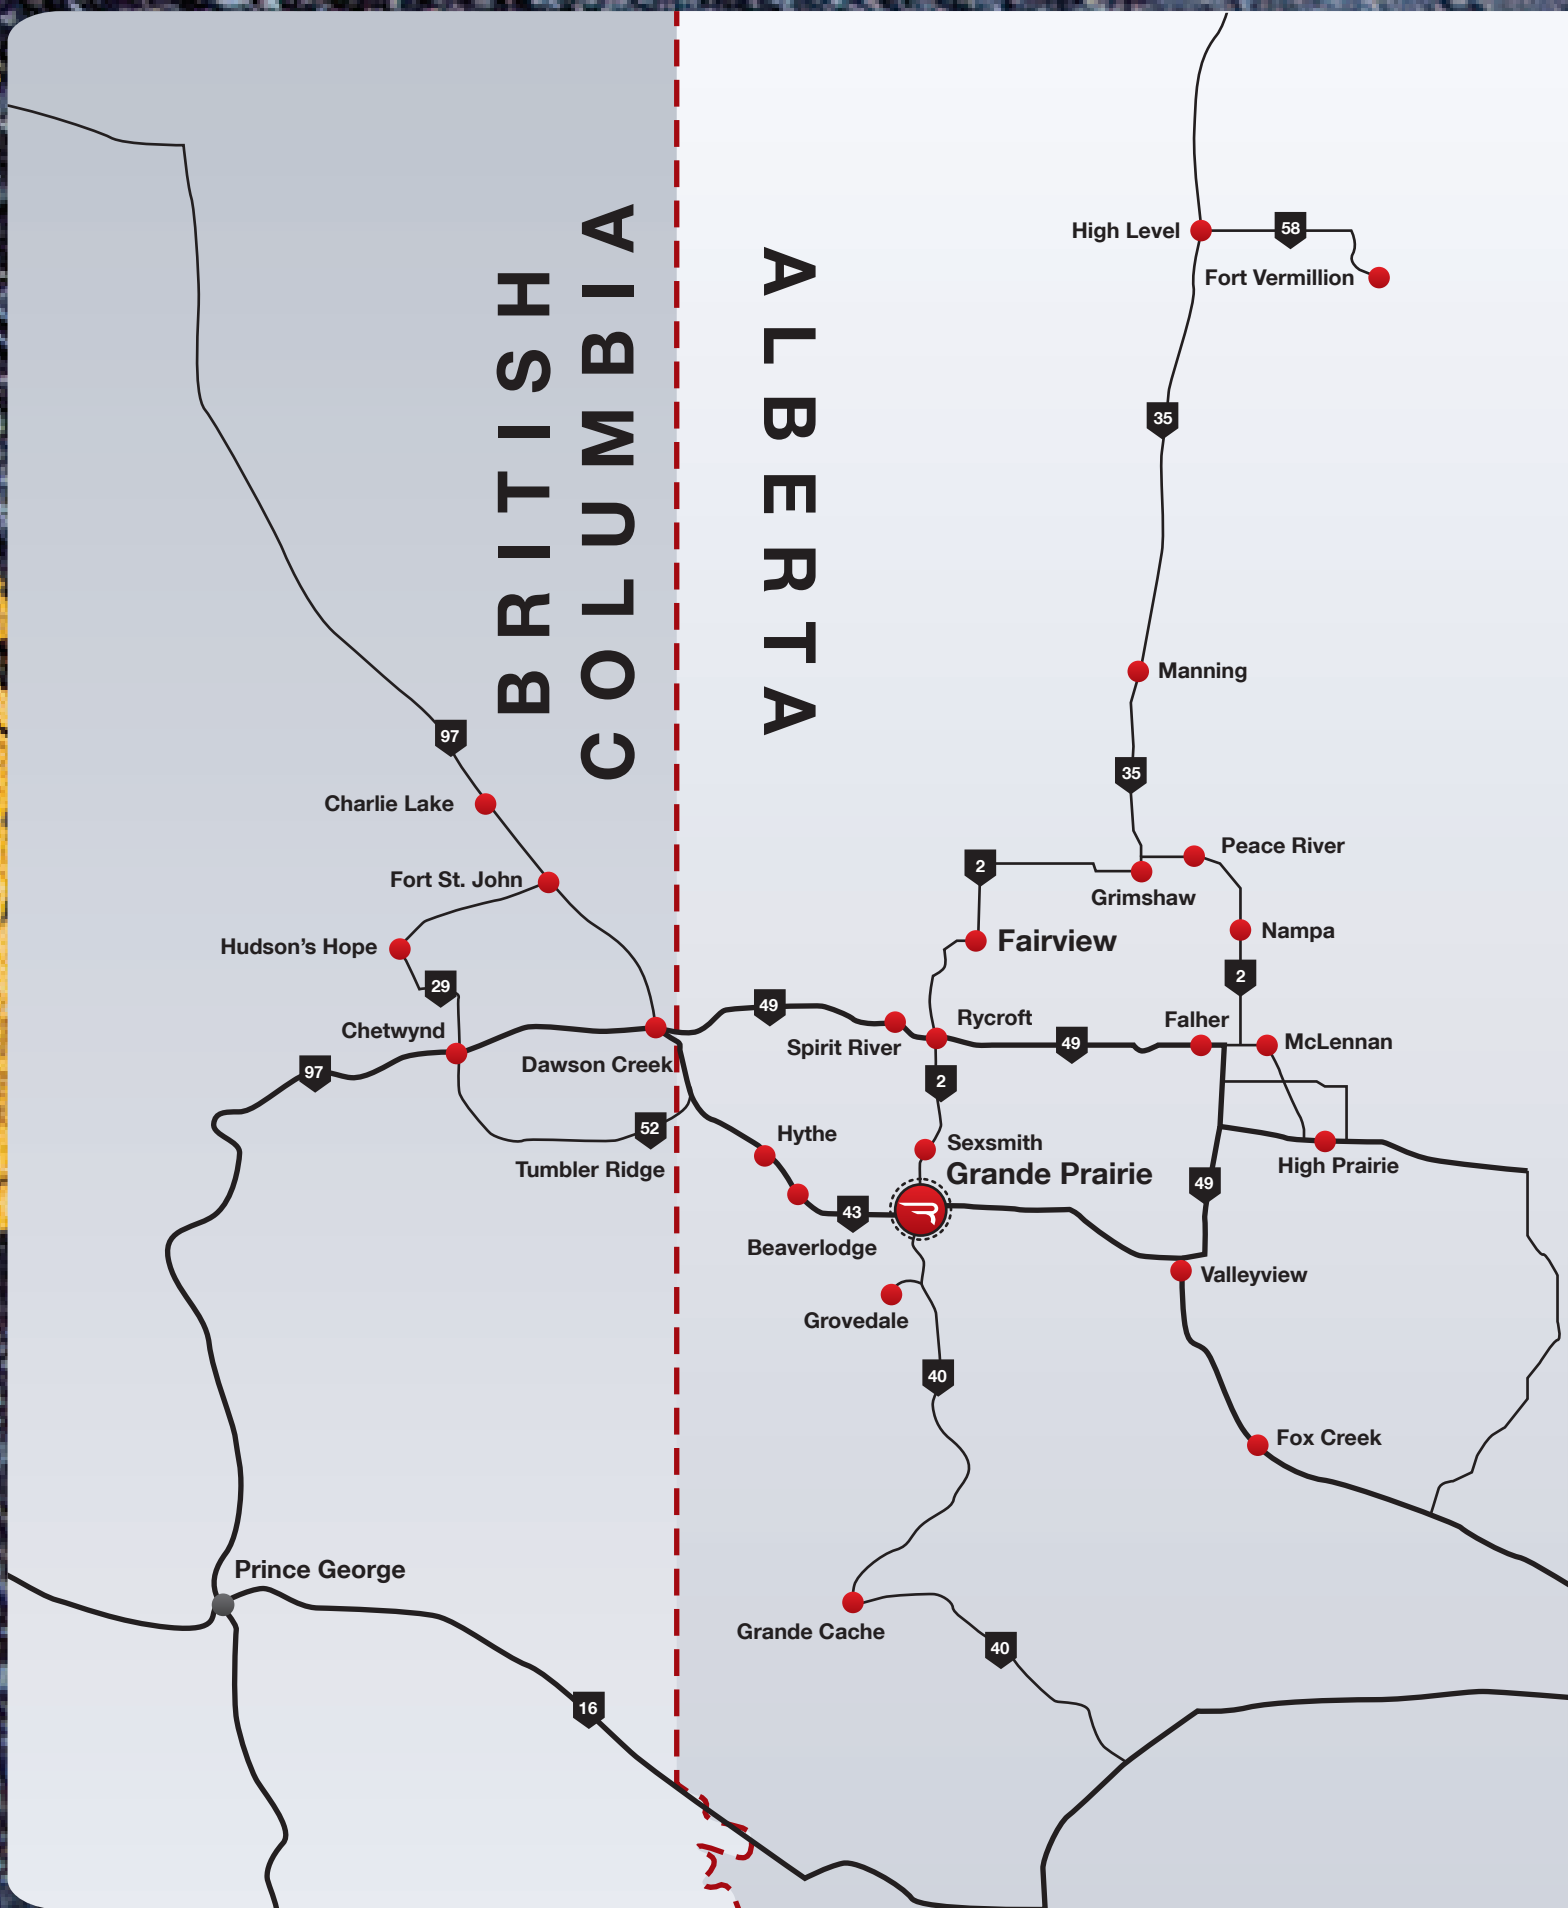 BRITISH
COLUMBIA
ALBERTA
High Level
58
Fort Vermillion
35
Manning
97
35
Charlie Lake
Peace River
2
Fort St. John
Grimshaw
Nampa
Fairview
Hudson's Hope
2
29
49
Rycroft
Falher
Chetwynd
Spirit River
49
McLennan
Dawson Creek
97
2
52
Hythe
Sexsmith
Tumbler Ridge
Grande Prairie
High Prairie
49
43
Beaverlodge
Valleyview
Grovedale
40
Fox Creek
Prince George
Grande Cache
40
16